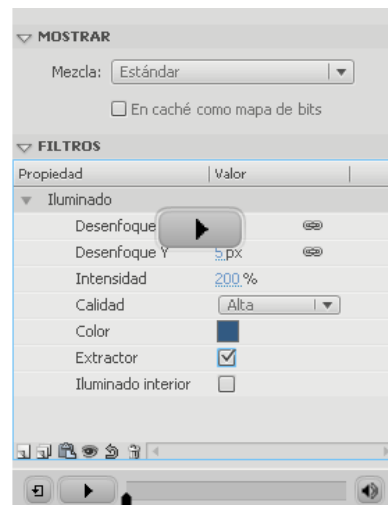 MOSTRAR
Mezcla: Estándar
En caché como mapa de bits
FILTROS
Propiedad Valor
Iluminado
Desenfoque
Desenfoque Y 5 px
Intensidad 200 %
Calidad Alta
Color
Extractor
Iluminado interior